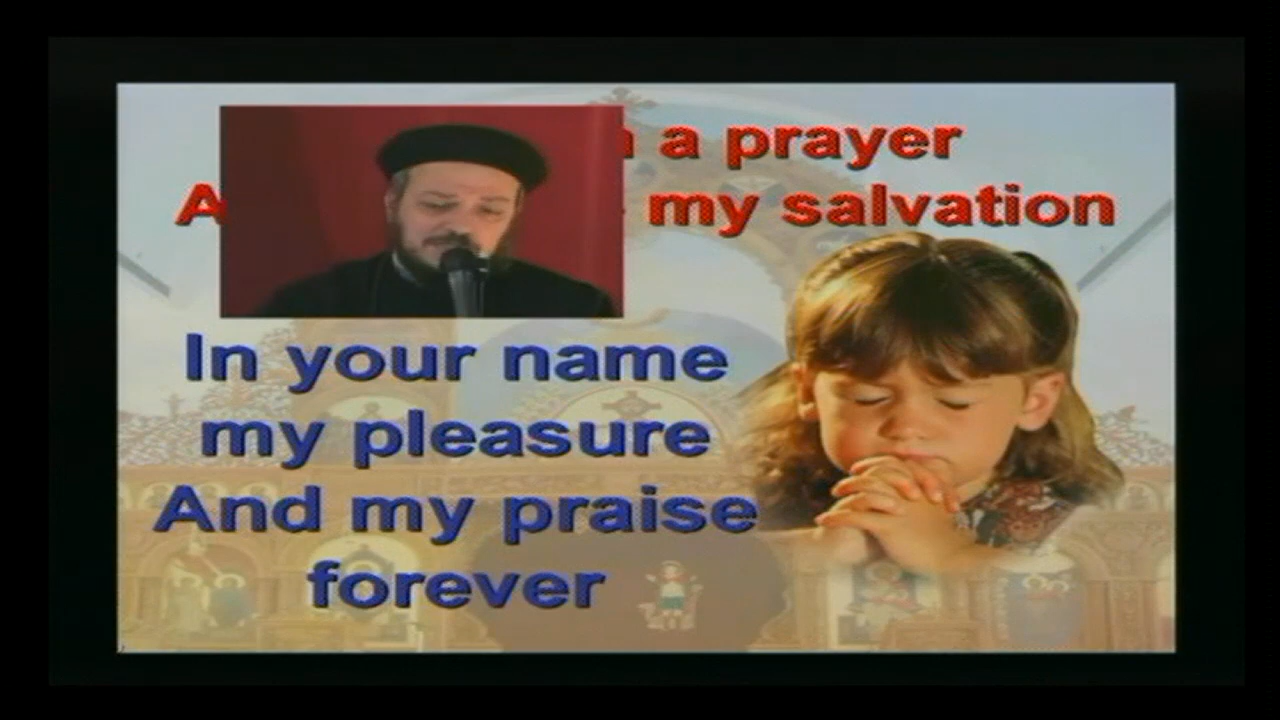 a prayer
my salvation
In your name
my pleasure
And my praise
forever